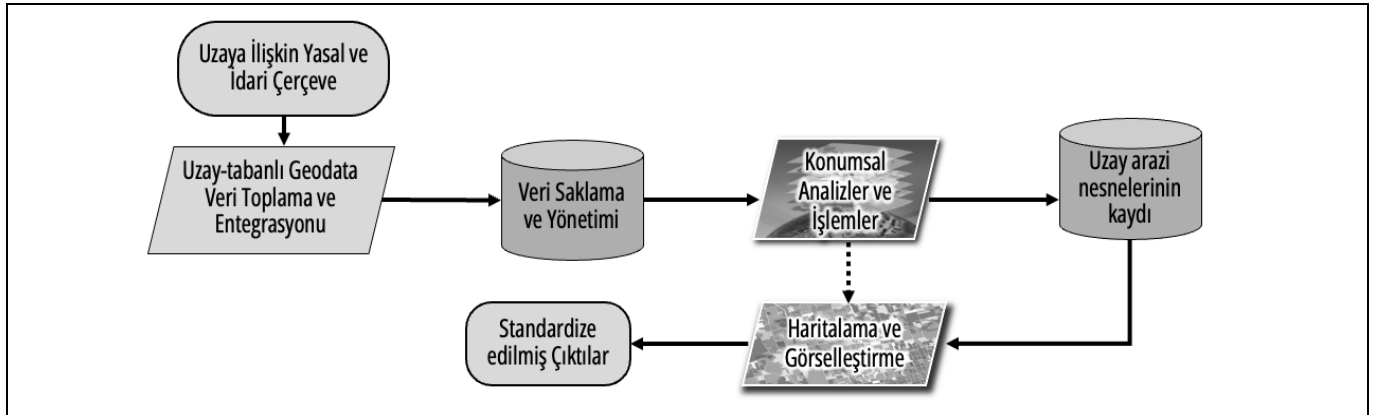 Uzaya İlişkin Yasal ve
İdari Çerçeve
Uzay-tabanlı Geodata
Veri Toplama ve
Entegrasyonu
Veri Saklama
ve Yönetimi
Konumsal
Analizler ve
İşlemler
Uzay arazi
nesnelerinin
kaydı
Standardize
edilmiş Çıktılar
Haritalama ve
Görselleştirme